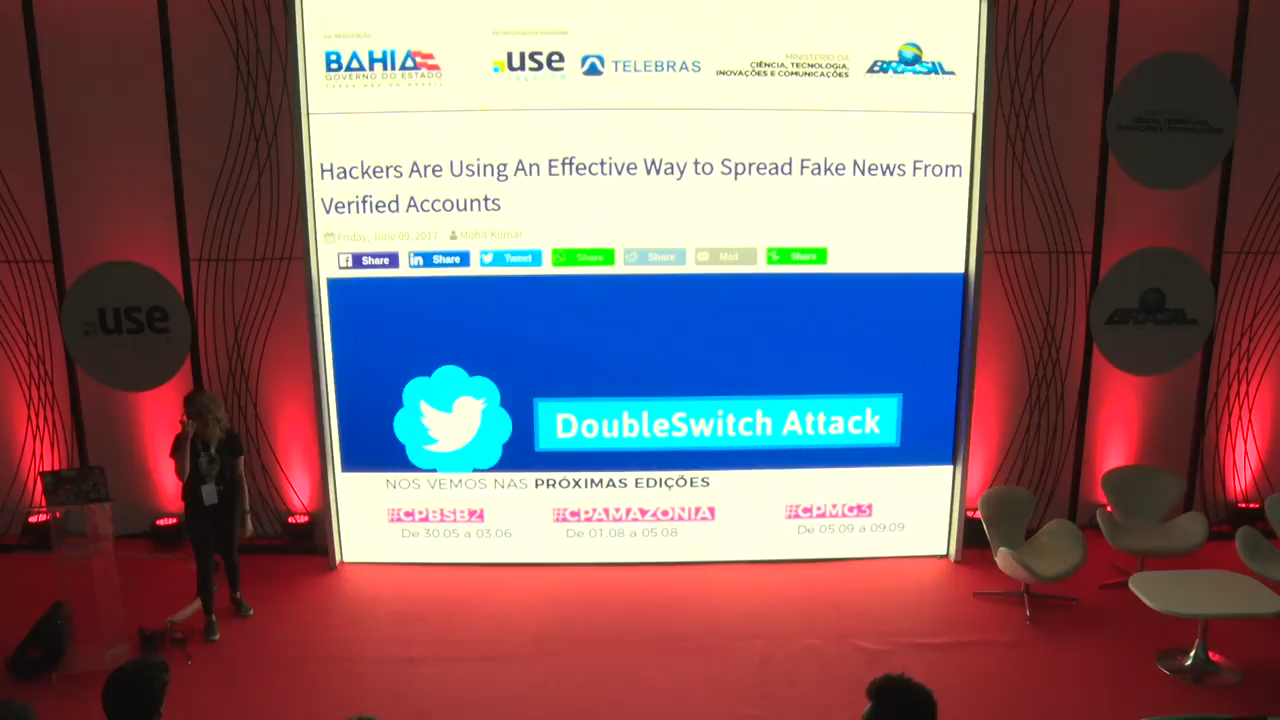 BAHIA
GOVERNO DO ESTADO
use
TELEBRAS
MINISTÉRIO DA
CIÊNCIA, TECNOLOGIA,
INOVAÇÕES E COMUNICAÇÕES
BRASIL
Hackers Are Using An Effective Way to Spread Fake News From
Verified Accounts
Friday, June 09, 2017 Mohit Kumar
Share Share Tweet Share Share Mail Share
DoubleSwitch Attack
NOS VEMOS NAS PRÓXIMAS EDIÇÕES
#CPBSB2 #CPAMAZONIA #CPMG3
De 30.05 a 03.06 De 01.08 a 05.08 De 05.09 a 09.09
use
BRASIL